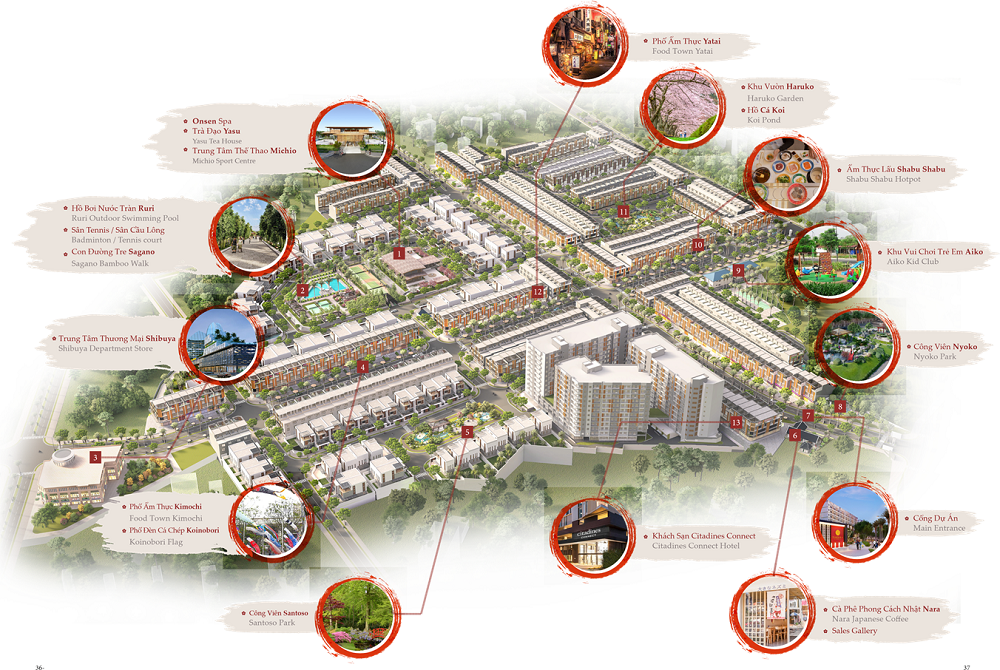 Phố Ẩm Thực Yatai
Food Town Yatai
Khu Vườn Haruko
Haruko Garden
Hồ Cá Koi
Koi Pond
Onsen Spa
Trà Đạo Yasu
Yasu Tea House
Trung Tâm Thể Thao Michio
Michio Sport Centre
Ẩm Thực Lẩu Shabu Shabu
Shabu Shabu Hotpot
Hồ Bơi Nước Tràn Ruri
Ruri Outdoor Swimming Pool
Sân Tennis / Sân Cầu Lông
Badminton / Tennis court
Con Đường Tre Sagano
Sagano Bamboo Walk
Khu Vui Chơi Trẻ Em Aiko
Aiko Kid Club
Trung Tâm Thương Mại Shibuya
Shibuya Department Store
Công Viên Nyoko
Nyoko Park
11
10
1
9
2
12
4
8
7
13
5
6
3
Phố Ẩm Thực Kimochi
Food Town Kimochi
Phố Đèn Cá Chép Koinobori
Koinobori Flag
citadines
Khách Sạn Citadines Connect
Citadines Connect Hotel
Cổng Dự Án
Main Entrance
Công Viên Santoso
Santoso Park
Cà Phê Phong Cách Nhật Nara
Nara Japanese Coffee
Sales Gallery
36-
37